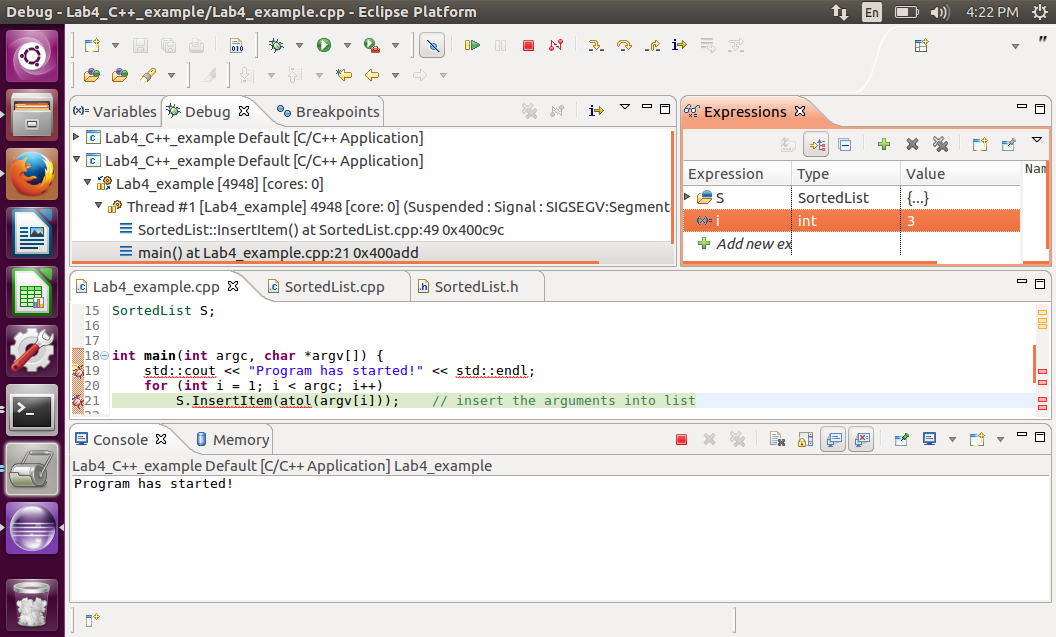 Debug - Lab4_C++_example/Lab4_example.cpp - Eclipse Platform
En
4:22 PM
010
"
(x)= Variables
Debug
Breakpoints
Expressions
Lab4_C++_example Default [C/C++ Application]
Lab4_C++_example Default [C/C++ Application]
Lab4_example [4948] [cores: 0]
Thread #1 [Lab4_example] 4948 [core: 0] (Suspended : Signal : SIGSEGV:Segment
SortedList::InsertItem() at SortedList.cpp:49 0x400c9c
main() at Lab4_example.cpp:21 0x400add
Expression Type Value
Nam
S SortedList {...}
(x)= i int 3
Add new ex
Lab4_example.cpp
SortedList.cpp
SortedList.h
15 SortedList S;
16
17
18 int main(int argc, char *argv[]) {
19 std::cout << "Program has started!" << std::endl;
20 for (int i = 1; i < argc; i++)
21 S.InsertItem(atol(argv[i])); // insert the arguments into list
Console
Memory
Lab4_C++_example Default [C/C++ Application] Lab4_example
Program has started!